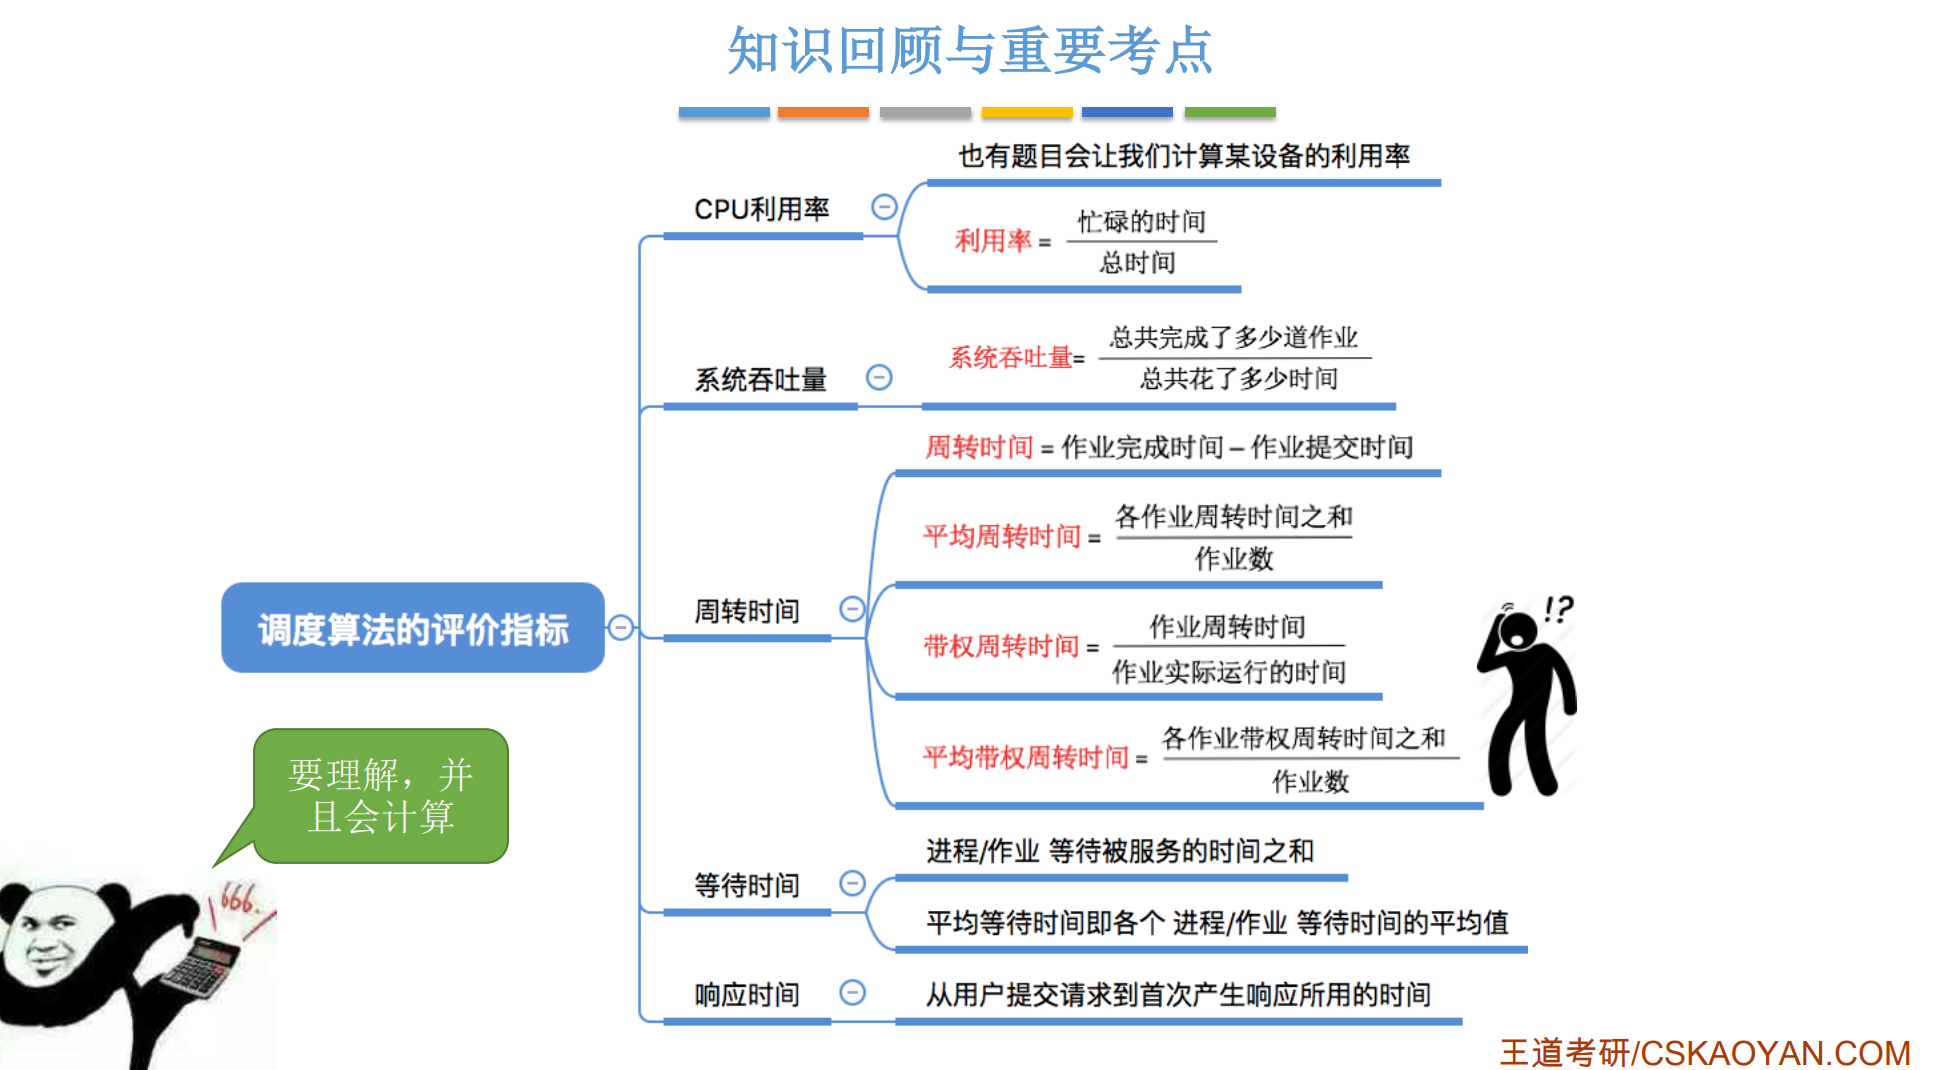 知识回顾与重要考点
也有题目会让我们计算某设备的利用率
CPU利用率
利用率 = 忙碌的时间
总时间
系统吞吐量
系统吞吐量= 总共完成了多少道作业
总共花了多少时间
周转时间 = 作业完成时间 – 作业提交时间
平均周转时间 = 各作业周转时间之和
作业数
周转时间
调度算法的评价指标
带权周转时间 = 作业周转时间
作业实际运行的时间
平均带权周转时间 = 各作业带权周转时间之和
作业数
!?
要理解，并
且会计算
进程/作业 等待被服务的时间之和
等待时间
平均等待时间即各个 进程/作业 等待时间的平均值
666.
响应时间
从用户提交请求到首次产生响应所用的时间
王道考研/CSKAOYAN.COM